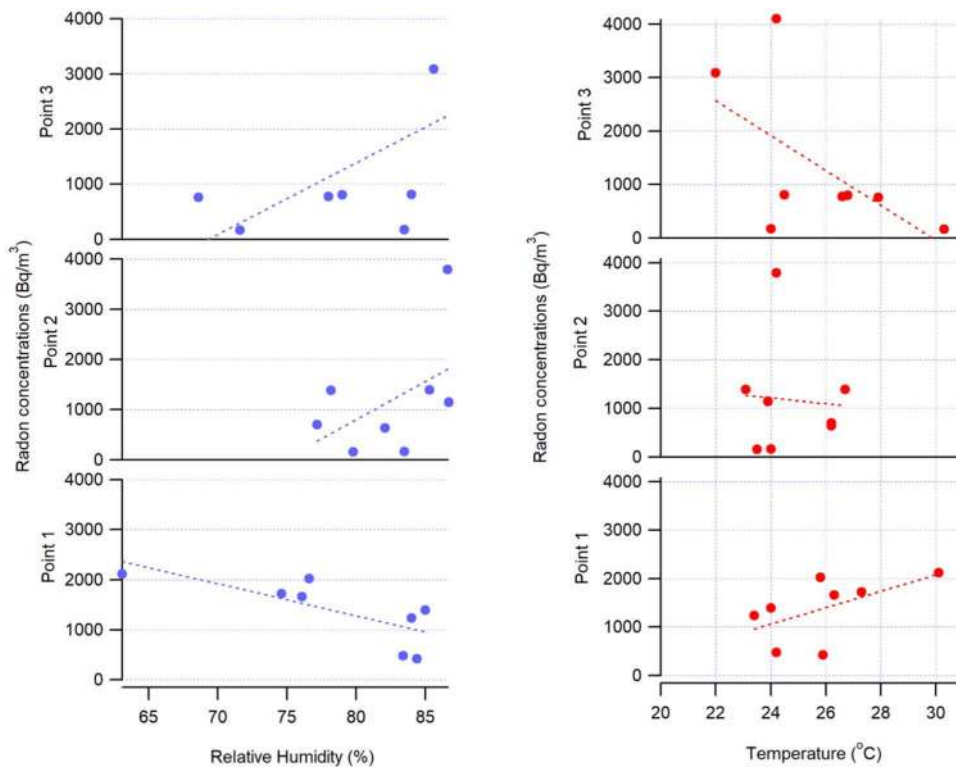 4000
3000
2000
1000
0
Point 3
4000
3000
2000
1000
0
Point 2
4000
3000
2000
1000
0
Point 1
Radon concentrations (Bq/m³)
65 70 75 80 85
Relative Humidity (%)
4000
3000
2000
1000
0
Point 3
4000
3000
2000
1000
0
Point 2
4000
3000
2000
1000
0
Point 1
Radon concentrations (Bq/m³)
20 22 24 26 28 30
Temperature (°C)